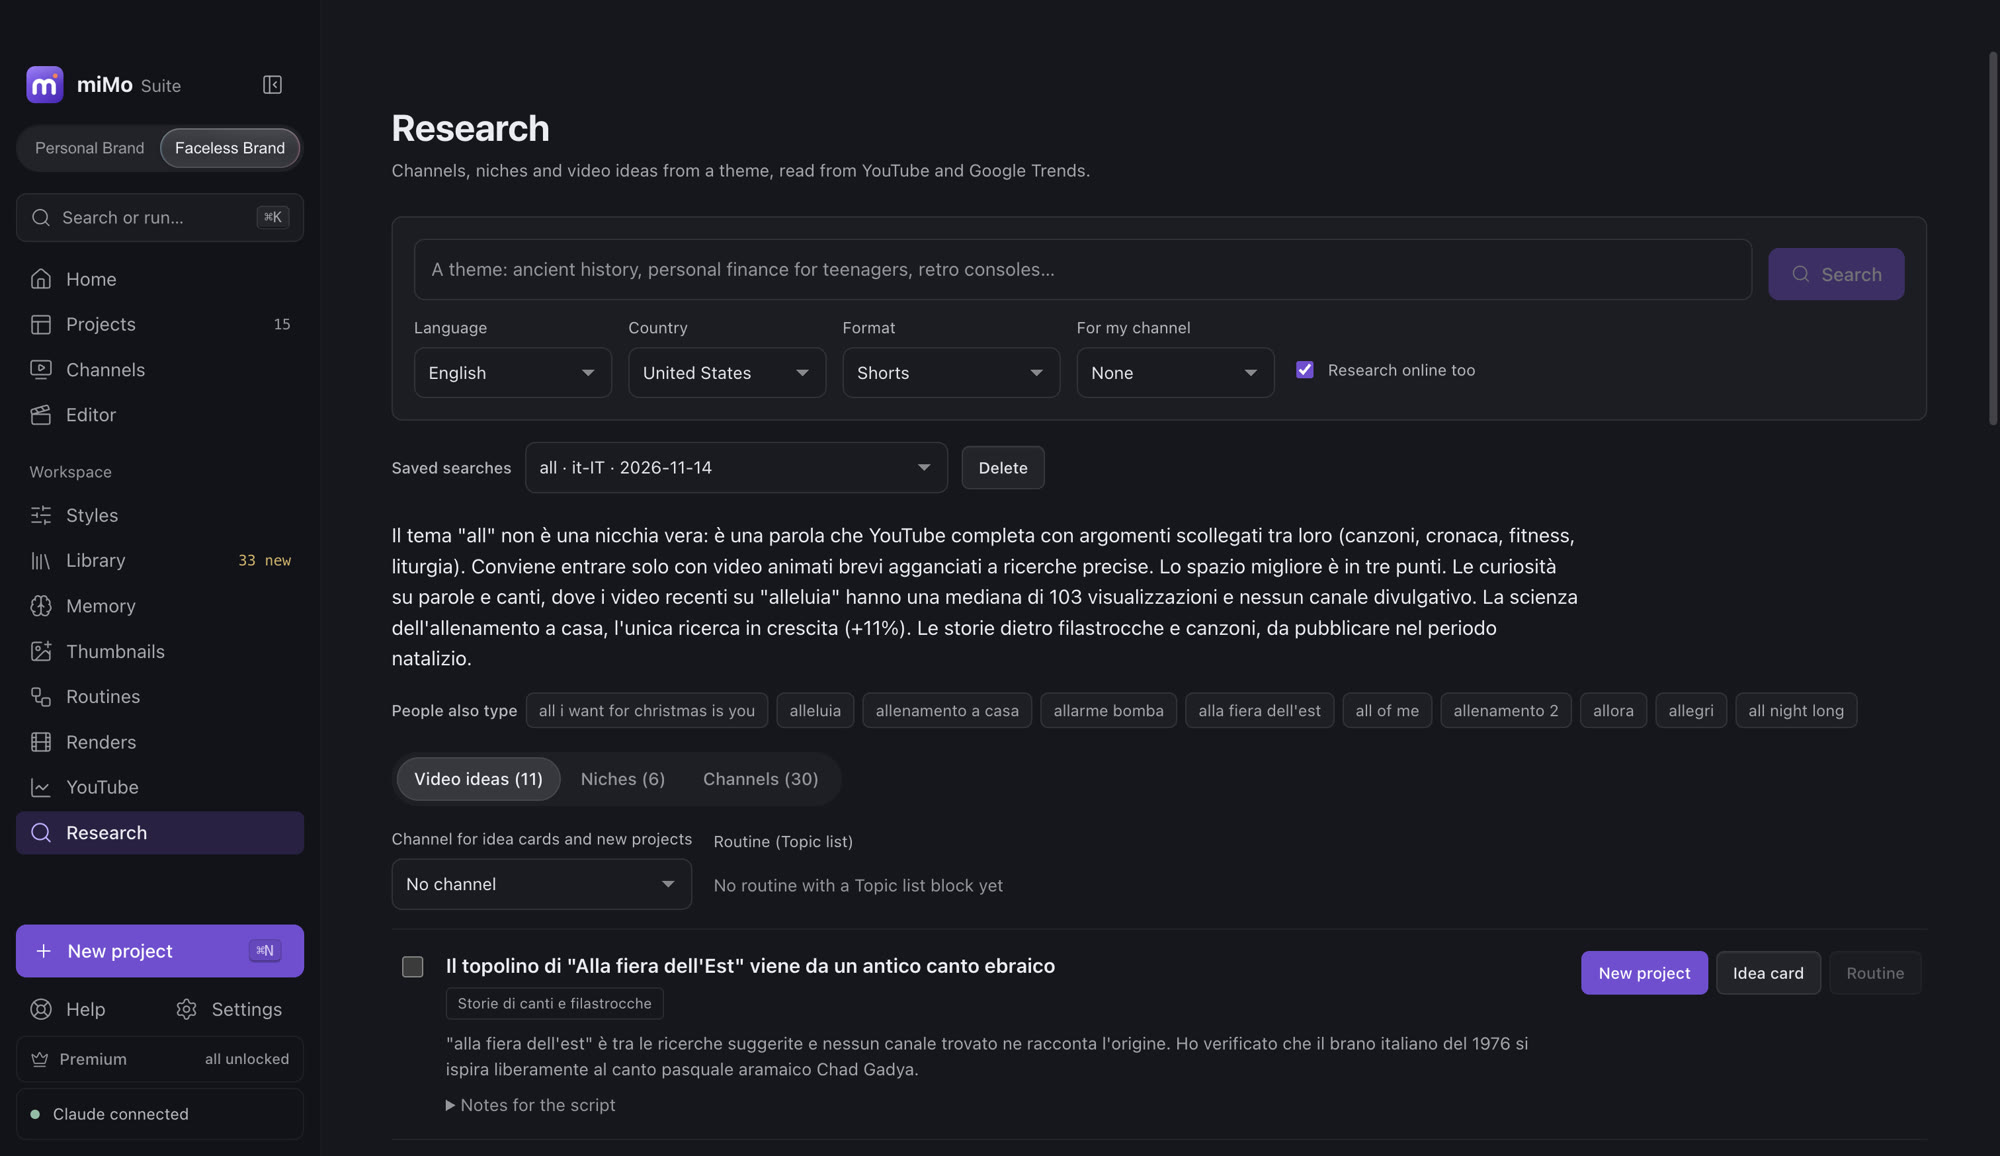 miMo Suite
Personal Brand
Faceless Brand
Search or run...
⌘K
Home
Projects 15
Channels
Editor
Workspace
Styles
Library 33 new
Memory
Thumbnails
Routines
Renders
YouTube
Research
New project ⌘N
Help
Settings
Premium all unlocked
Claude connected
Research
Channels, niches and video ideas from a theme, read from YouTube and Google Trends.
A theme: ancient history, personal finance for teenagers, retro consoles...
Search
Language
Country
Format
For my channel
English
United States
Shorts
None
Research online too
Saved searches
all · it-IT · 2026-11-14
Delete
Il tema "all" non è una nicchia vera: è una parola che YouTube completa con argomenti scollegati tra loro (canzoni, cronaca, fitness,
liturgia). Conviene entrare solo con video animati brevi agganciati a ricerche precise. Lo spazio migliore è in tre punti. Le curiosità
su parole e canti, dove i video recenti su "alleluia" hanno una mediana di 103 visualizzazioni e nessun canale divulgativo. La scienza
dell'allenamento a casa, l'unica ricerca in crescita (+11%). Le storie dietro filastrocche e canzoni, da pubblicare nel periodo
natalizio.
People also type
all i want for christmas is you
alleluia
allenamento a casa
allarme bomba
alla fiera dell'est
all of me
allenamento 2
allora
allegri
all night long
Video ideas (11)
Niches (6)
Channels (30)
Channel for idea cards and new projects
Routine (Topic list)
No channel
No routine with a Topic list block yet
Il topolino di "Alla fiera dell'Est" viene da un antico canto ebraico
New project
Idea card
Routine
Storie di canti e filastrocche
"alla fiera dell'est" è tra le ricerche suggerite e nessun canale trovato ne racconta l'origine. Ho verificato che il brano italiano del 1976 si
ispira liberamente al canto pasquale aramaico Chad Gadya.
Notes for the script